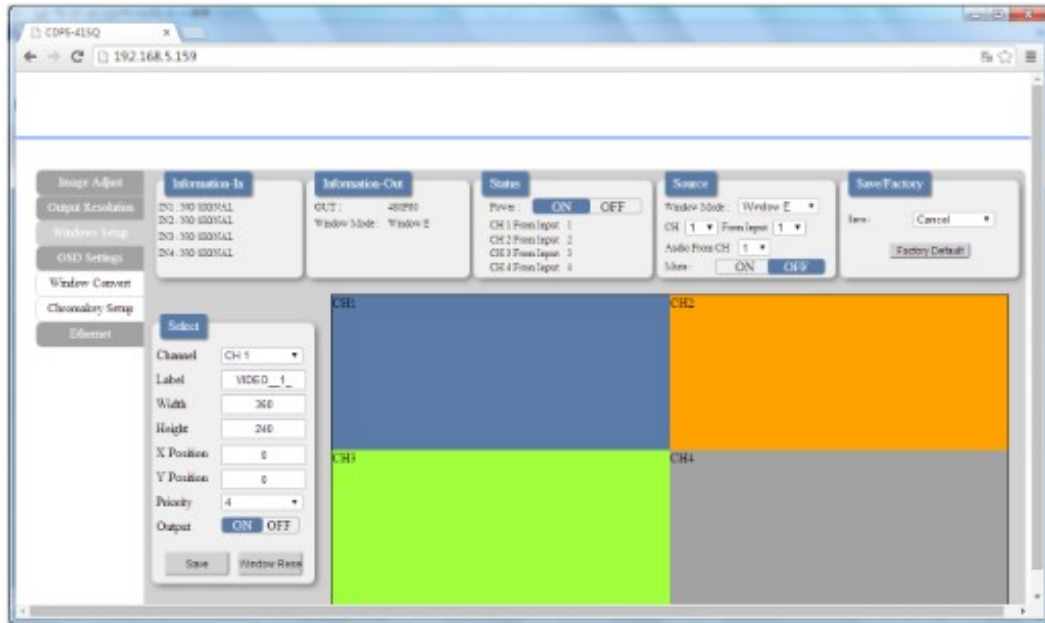 CDPS-41SQ
192.168.5.159
Image Adjust
Output Resolution
Windows Setup
OSD Settings
Window Convert
Chromakey Setup
Ethernet
Information-In
IN1 : NO SIGNAL
IN2 : NO SIGNAL
IN3 : NO SIGNAL
IN4 : NO SIGNAL
Information-Out
OUT : 480P60
Window Mode : Window E
Status
Power : ON OFF
CH 1 From Input 1
CH 2 From Input 2
CH 3 From Input 3
CH 4 From Input 4
Source
Window Mode : Window E
CH 1 From Input 1
Audio From CH 1
Mute : ON OFF
Save/Factory
Save : Cancel
Factory Default
Select
Channel CH 1
Label VIDEO__1_
Width 360
Height 240
X Position 0
Y Position 0
Priority 4
Output ON OFF
Save Window Rese
CH1
CH2
CH3
CH4